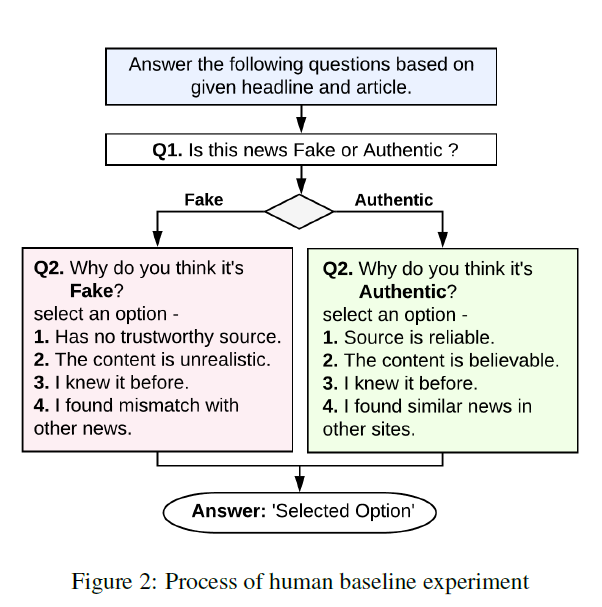 Answer the following questions based on
given headline and article.
Q1. Is this news Fake or Authentic ?
Fake
Authentic
Q2. Why do you think it's
Fake?
select an option -
1. Has no trustworthy source.
2. The content is unrealistic.
3. I knew it before.
4. I found mismatch with
other news.
Q2. Why do you think it's
Authentic?
select an option -
1. Source is reliable.
2. The content is believable.
3. I knew it before.
4. I found similar news in
other sites.
Answer: 'Selected Option'
Figure 2: Process of human baseline experiment